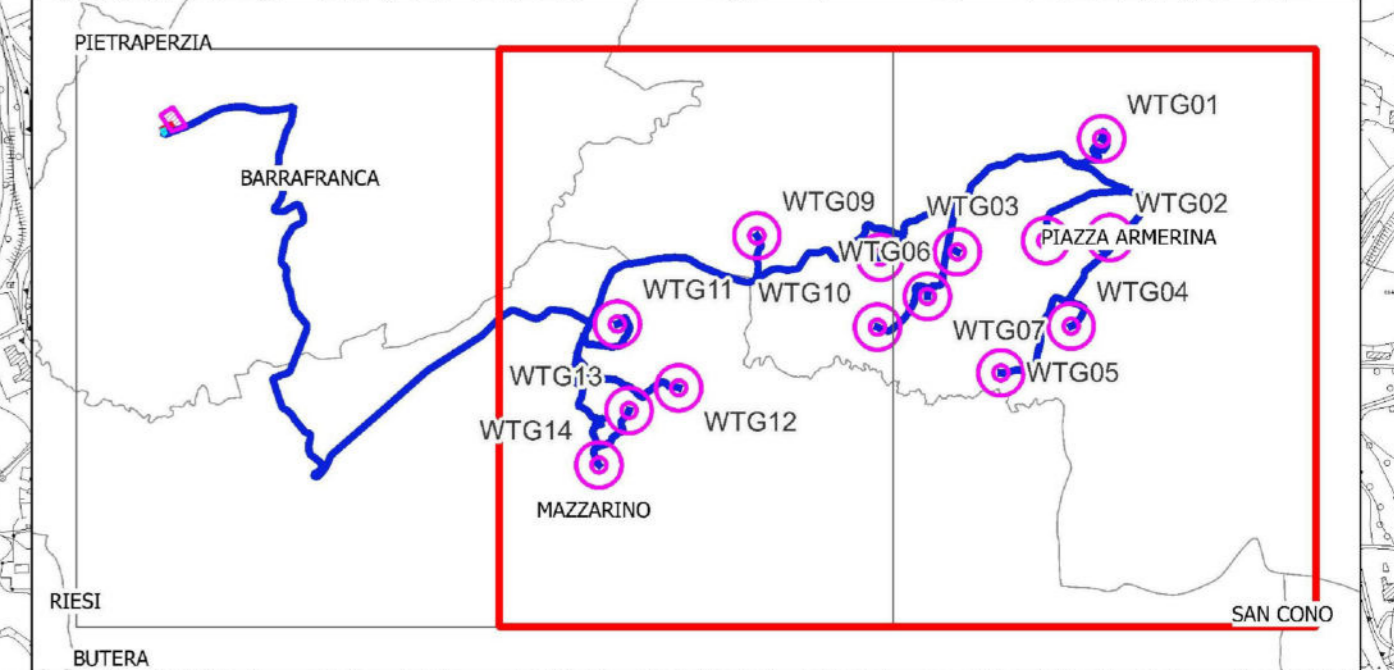 PIETRAPERZIA
WTG01
BARRAFRANCA
WTG09
WTG03
WTG02
PIAZZA ARMERINA
WTG06
WTG11
WTG10
WTG04
WTG07
WTG13
WTG05
WTG12
WTG14
MAZZARINO
RIESI
SAN CONO
BUTERA